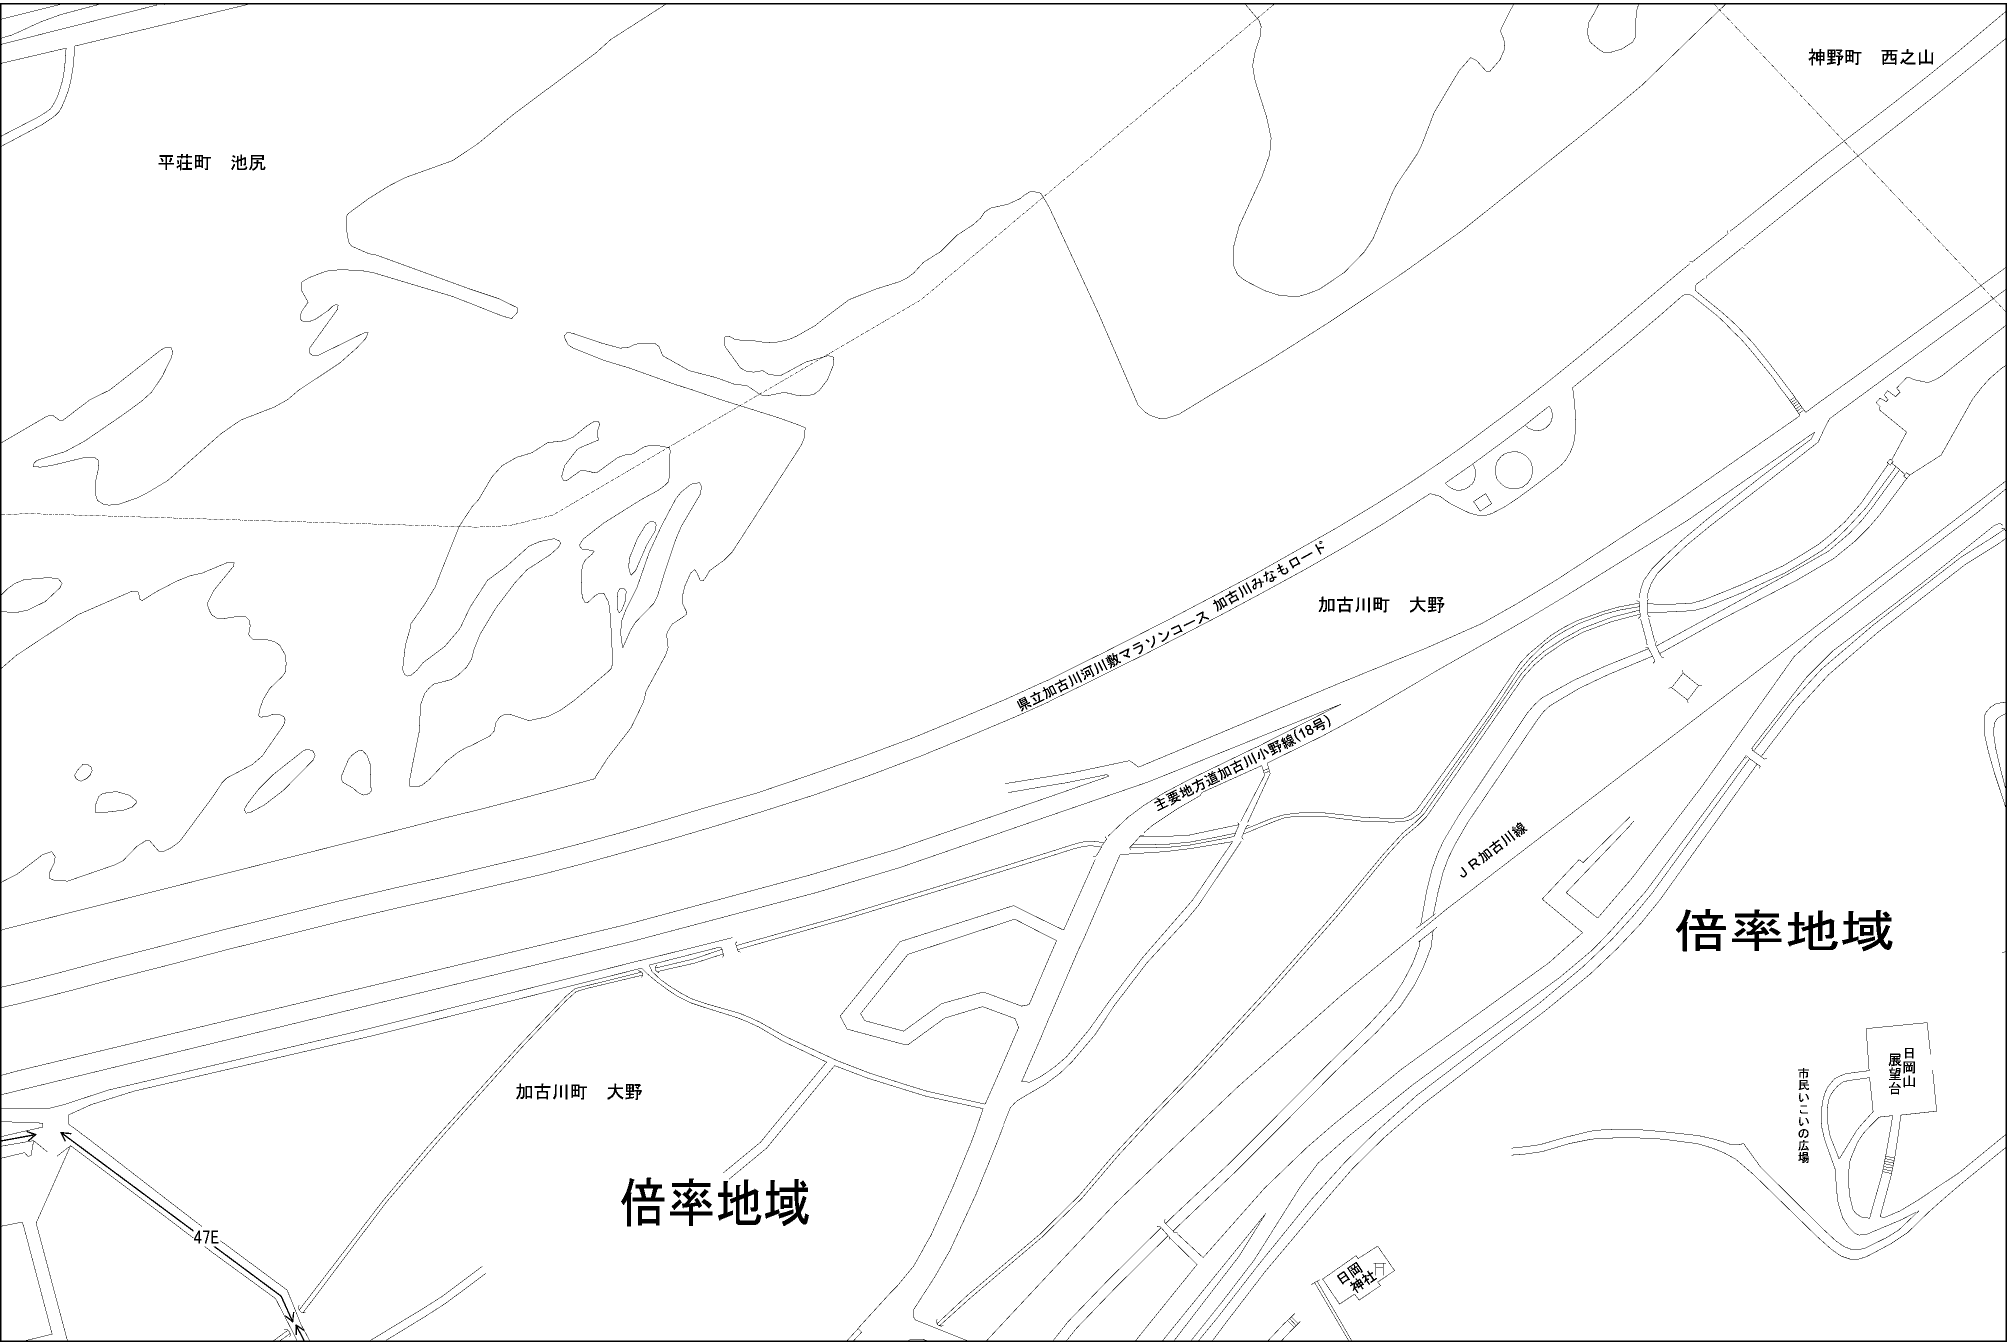 神野町　西之山
平荘町　池尻
県立加古川河川敷マラソンコース 加古川みなもロード
加古川町　大野
主要地方道加古川小野線(18号)
ＪＲ加古川線
倍率地域
日岡山
展望台
市民いこいの広場
加古川町　大野
倍率地域
47E
日岡
神社